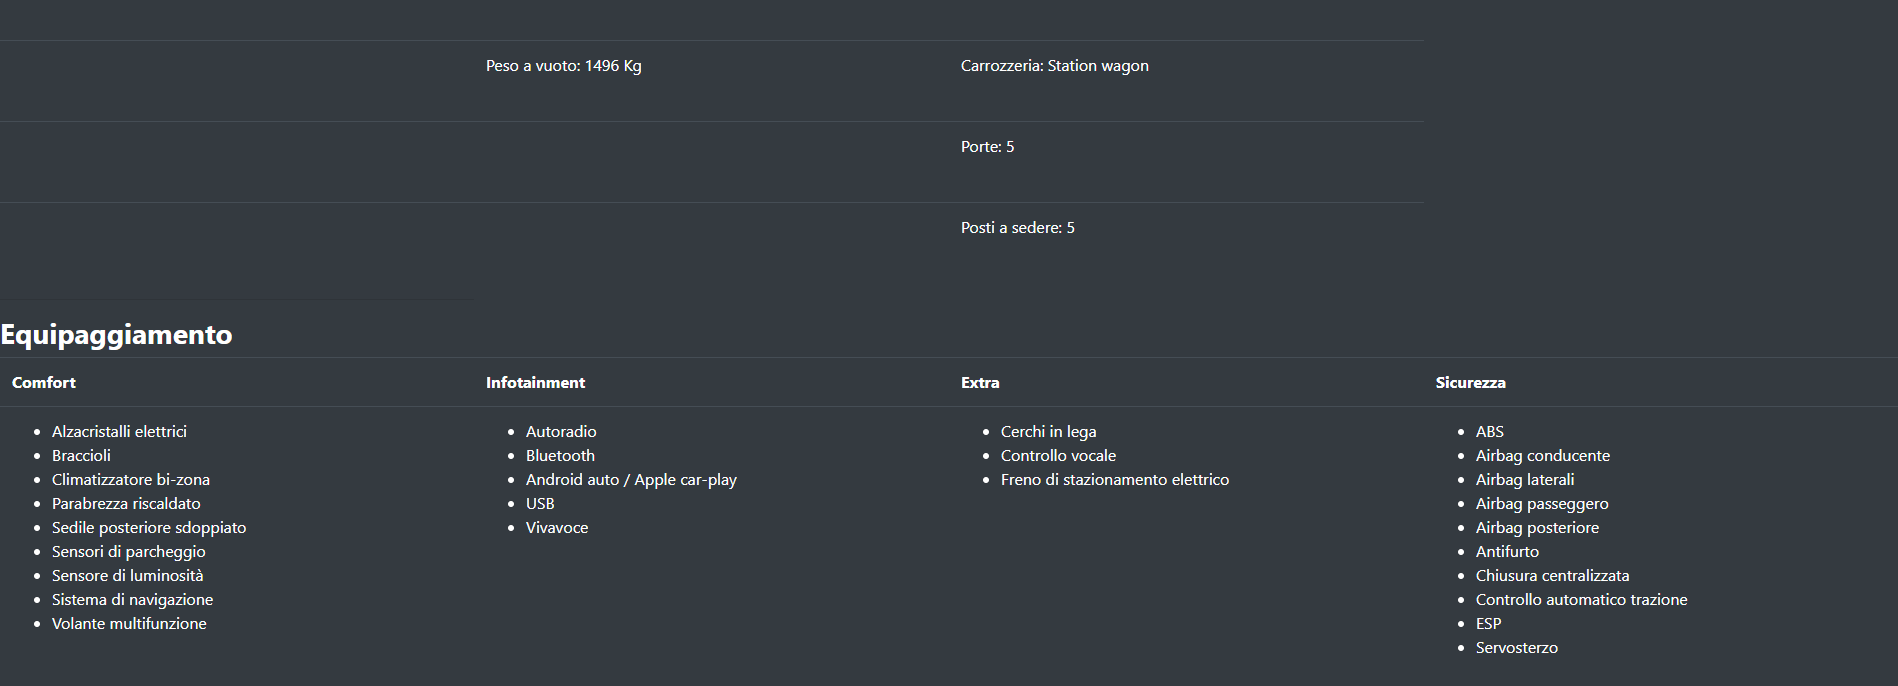 Peso a vuoto: 1496 Kg
Carrozzeria: Station wagon
Porte: 5
Posti a sedere: 5
Equipaggiamento
Comfort
Alzacristalli elettrici
Braccioli
Climatizzatore bi-zona
Parabrezza riscaldato
Sedile posteriore sdoppiato
Sensori di parcheggio
Sensore di luminosità
Sistema di navigazione
Volante multifunzione
Infotainment
Autoradio
Bluetooth
Android auto / Apple car-play
USB
Vivavoce
Extra
Cerchi in lega
Controllo vocale
Freno di stazionamento elettrico
Sicurezza
ABS
Airbag conducente
Airbag laterali
Airbag passeggero
Airbag posteriore
Antifurto
Chiusura centralizzata
Controllo automatico trazione
ESP
Servosterzo